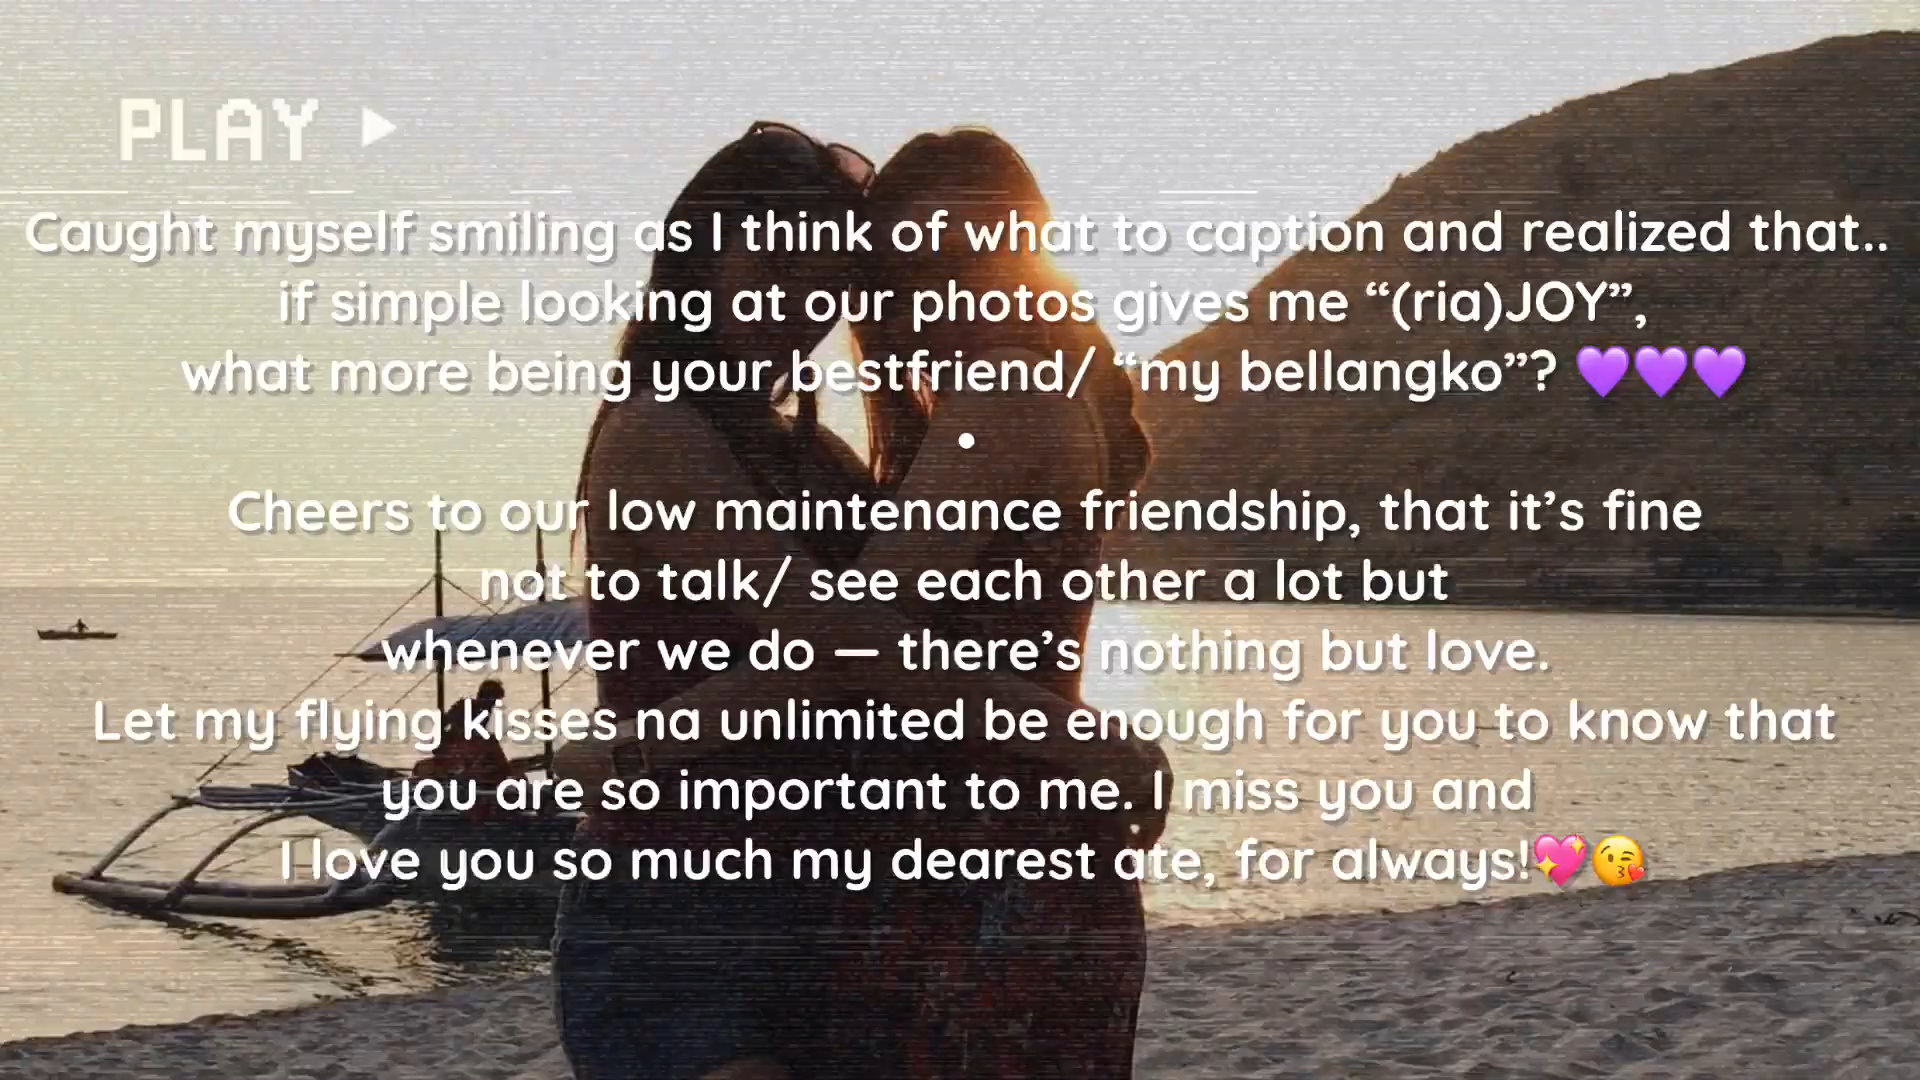 PLAY
Caught myself smiling as I think of what to caption and realized that..
if simple looking at our photos gives me “(ria)JOY”,
what more being your bestfriend/ “my bellangko”? 💜💜💜
•
Cheers to our low maintenance friendship, that it’s fine
not to talk/ see each other a lot but
whenever we do — there’s nothing but love.
Let my flying kisses na unlimited be enough for you to know that
you are so important to me. I miss you and
I love you so much my dearest ate, for always!💖😘